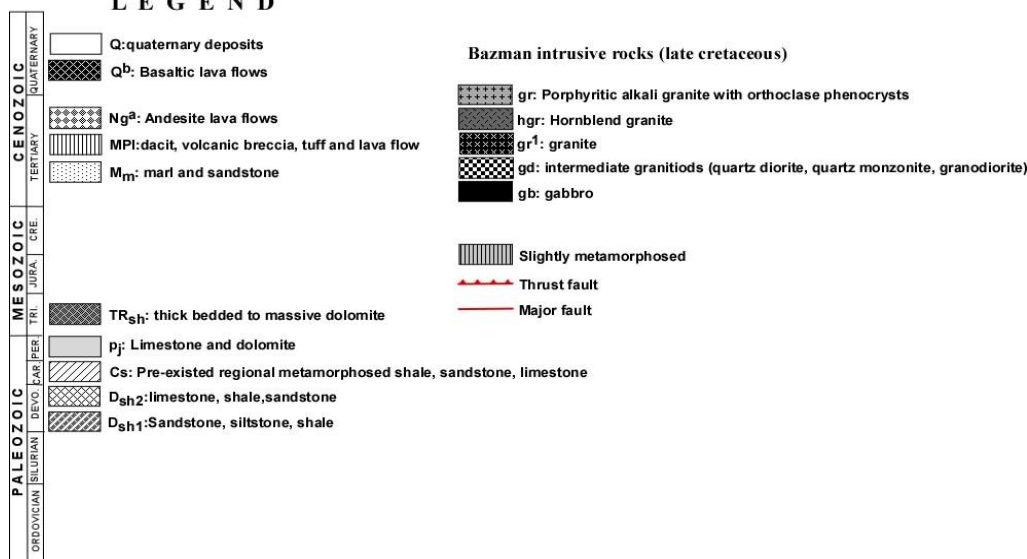 L E G E N D
CENOZOIC
QUATERNARY
TERTIARY
MESOZOIC
CRE.
JURA.
TRI.
PALEOZOIC
PER.
CAR.
DEVO.
SILURIAN
ORDOVICIAN
Q:quaternary deposits
Qb: Basaltic lava flows
Nga: Andesite lava flows
MPl:dacit, volcanic breccia, tuff and lava flow
Mm: marl and sandstone
TRsh: thick bedded to massive dolomite
pj: Limestone and dolomite
Cs: Pre-existed regional metamorphosed shale, sandstone, limestone
Dsh2:limestone, shale,sandstone
Dsh1:Sandstone, siltstone, shale
Bazman intrusive rocks (late cretaceous)
gr: Porphyritic alkali granite with orthoclase phenocrysts
hgr: Hornblend granite
gr1: granite
gd: intermediate granitiods (quartz diorite, quartz monzonite, granodiorite)
gb: gabbro
Slightly metamorphosed
Thrust fault
Major fault